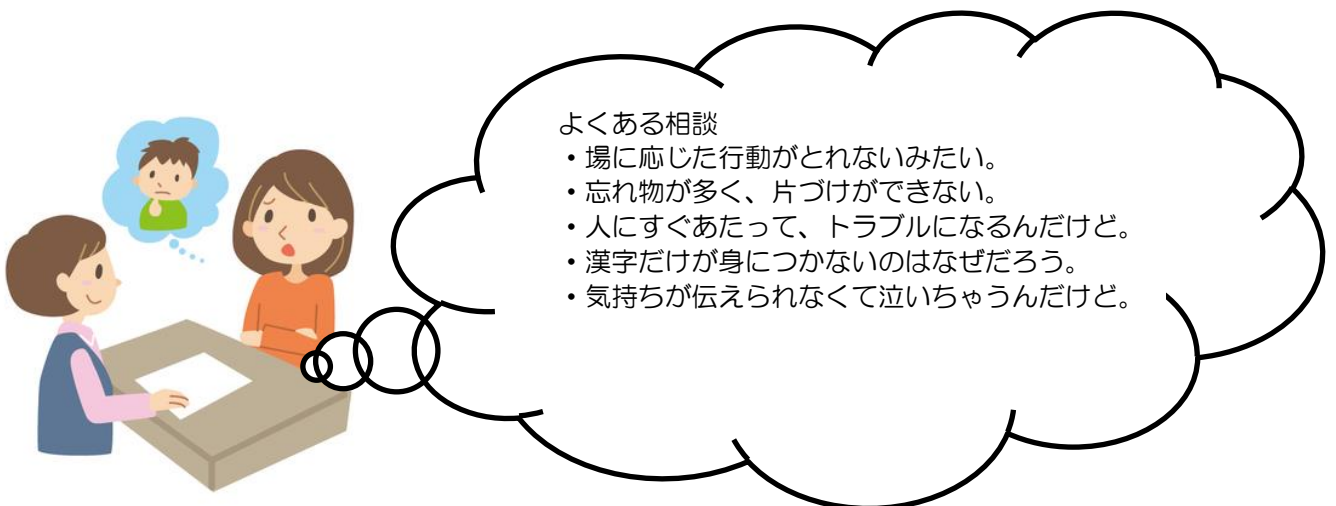 よくある相談
・場に応じた行動がとれないみたい。
・忘れ物が多く、片づけができない。
・人にすぐあたって、トラブルになるんだけど。
・漢字だけが身につかないのはなぜだろう。
・気持ちが伝えられなくて泣いちゃうんだけど。